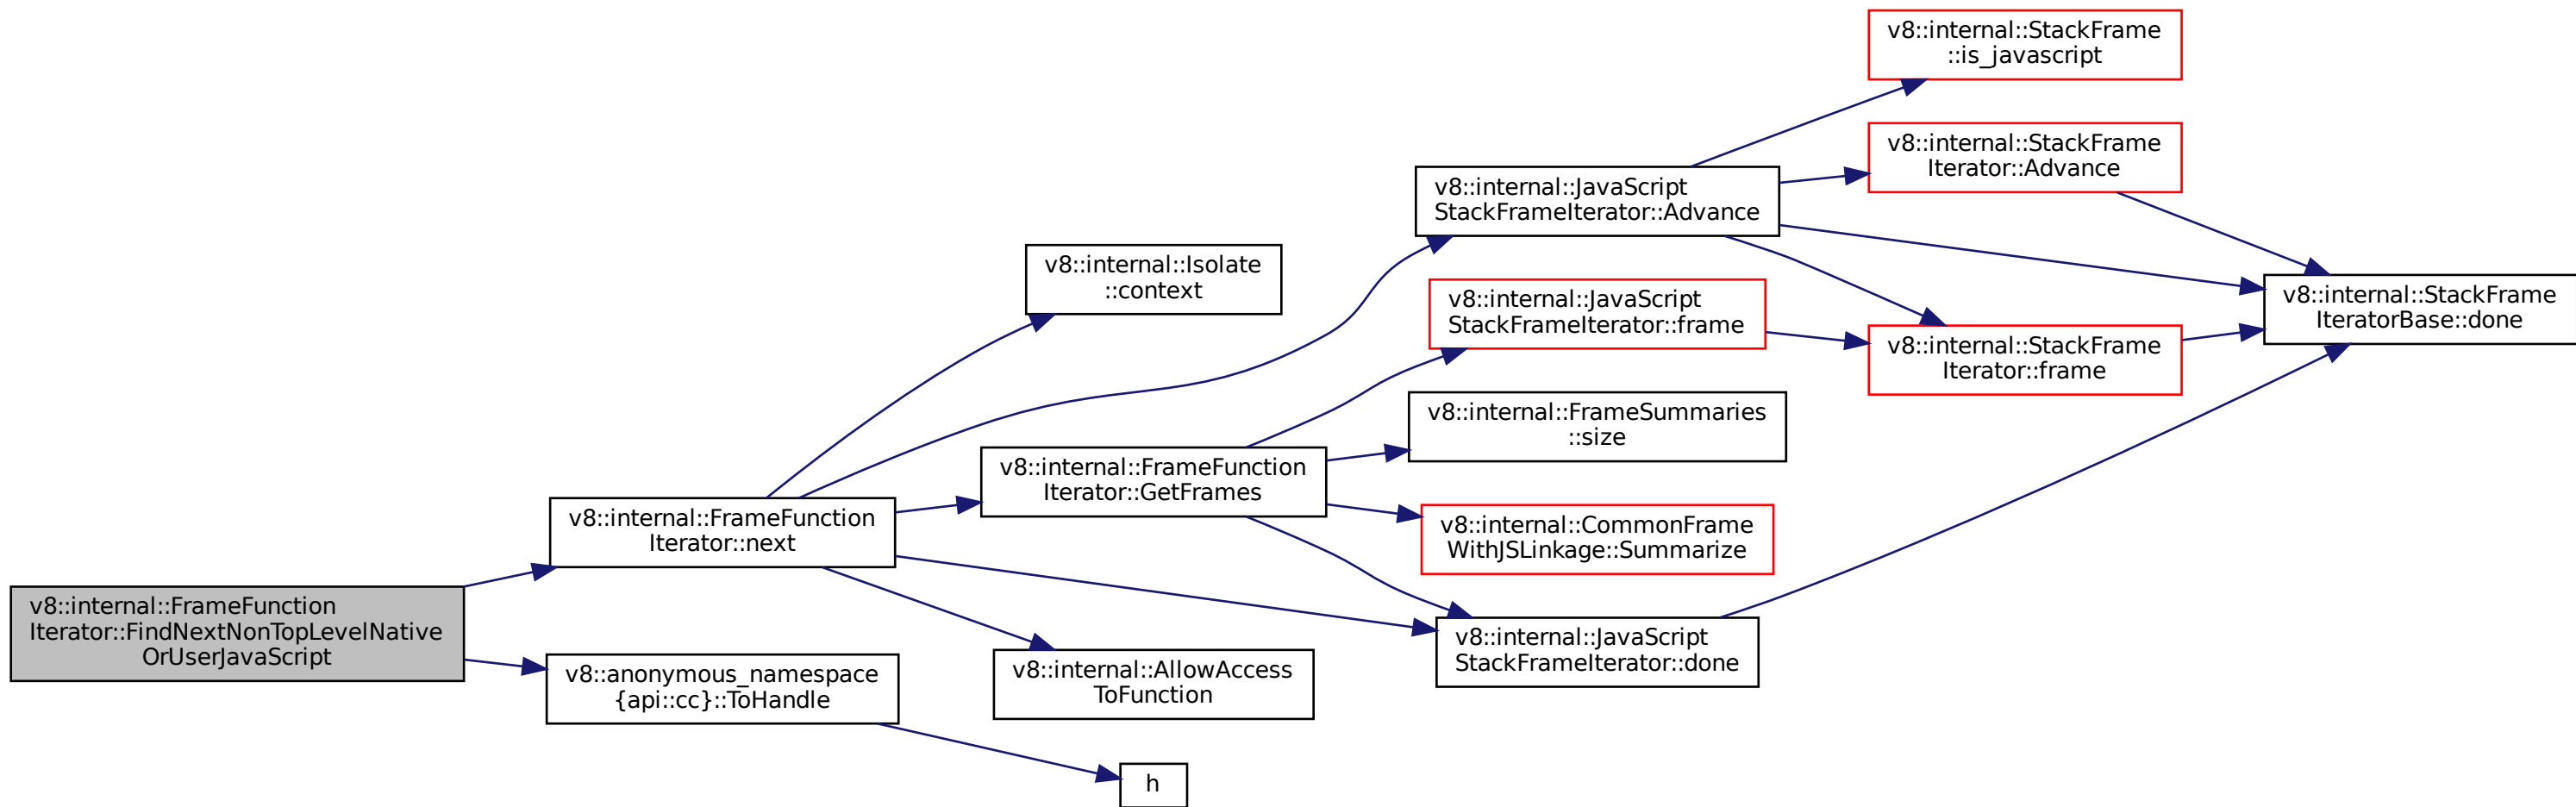 v8::internal::FrameFunction
Iterator::FindNextNonTopLevelNative
OrUserJavaScript
v8::internal::FrameFunction
Iterator::next
v8::anonymous_namespace
{api::cc}::ToHandle
v8::internal::Isolate
::context
v8::internal::FrameFunction
Iterator::GetFrames
v8::internal::AllowAccess
ToFunction
h
v8::internal::JavaScript
StackFrameIterator::Advance
v8::internal::JavaScript
StackFrameIterator::frame
v8::internal::FrameSummaries
::size
v8::internal::CommonFrame
WithJSLinkage::Summarize
v8::internal::JavaScript
StackFrameIterator::done
v8::internal::StackFrame
::is_javascript
v8::internal::StackFrame
Iterator::Advance
v8::internal::StackFrame
Iterator::frame
v8::internal::StackFrame
IteratorBase::done